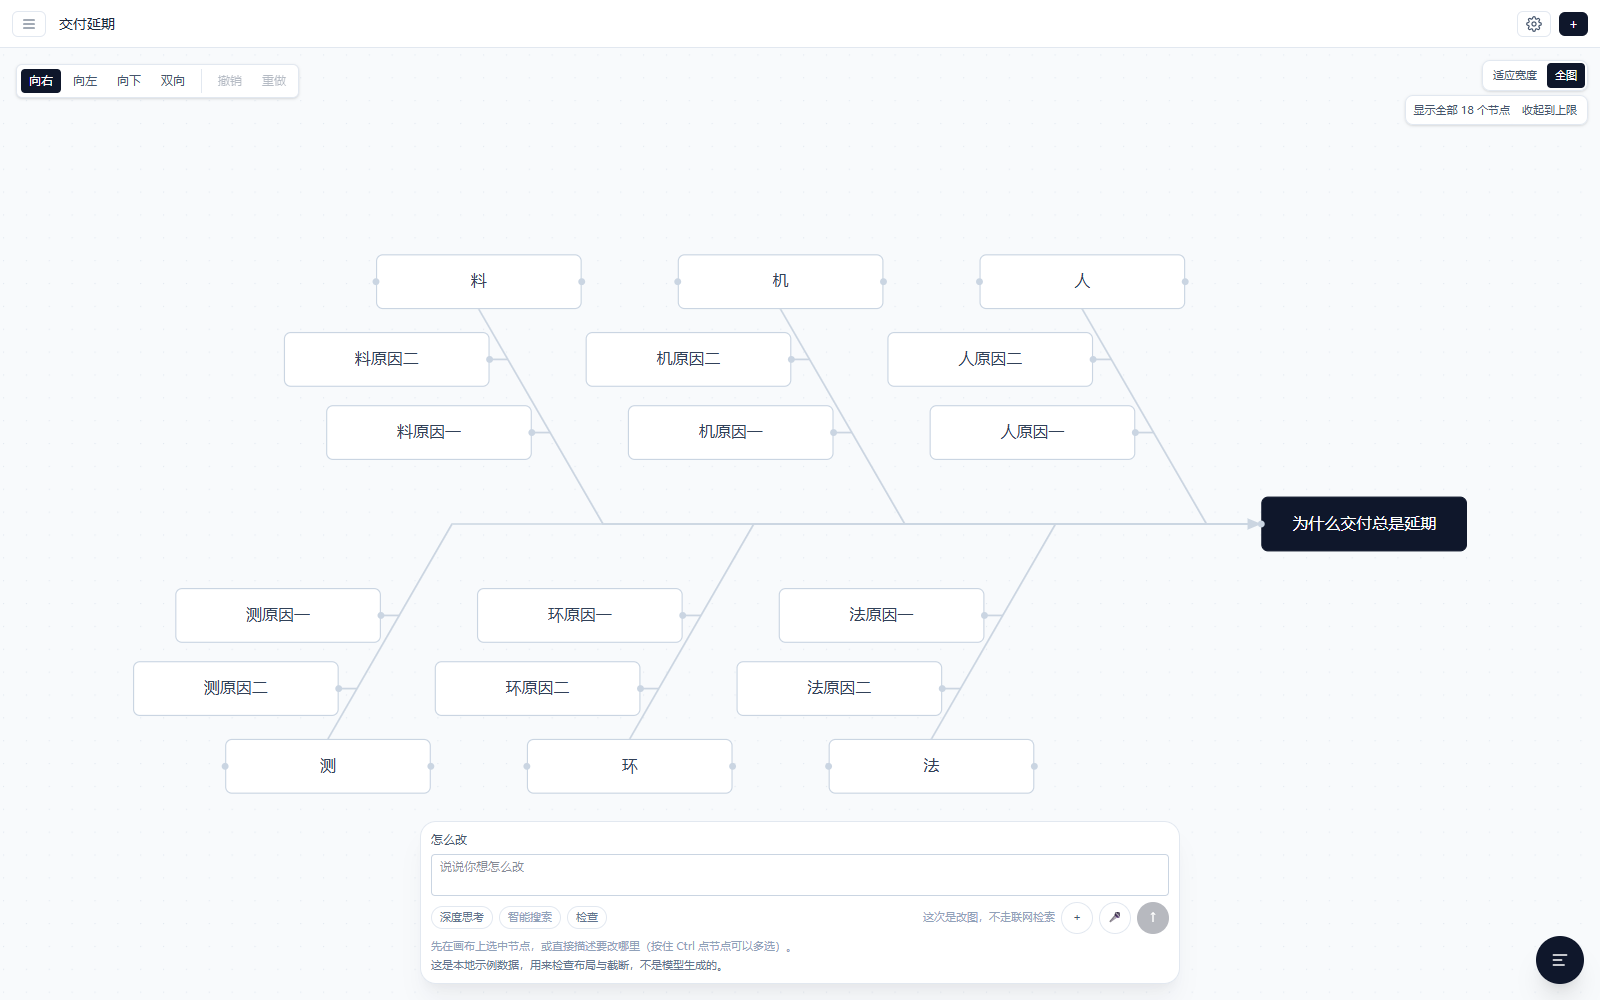 交付延期
+
向右 向左 向下 双向 撤销 重做
适应宽度 全图
显示全部 18 个节点 收起到上限
料 机 人
料原因二 机原因二 人原因二
料原因一 机原因一 人原因一
为什么交付总是延期
测原因一 环原因一 法原因一
测原因二 环原因二 法原因二
测 环 法
怎么改
说说你想怎么改
深度思考 智能搜索 检查 这次是改图，不走联网检索 + ↑
先在画布上选中节点，或直接描述要改哪里（按住 Ctrl 点节点可以多选）。
这是本地示例数据，用来检查布局与截断，不是模型生成的。